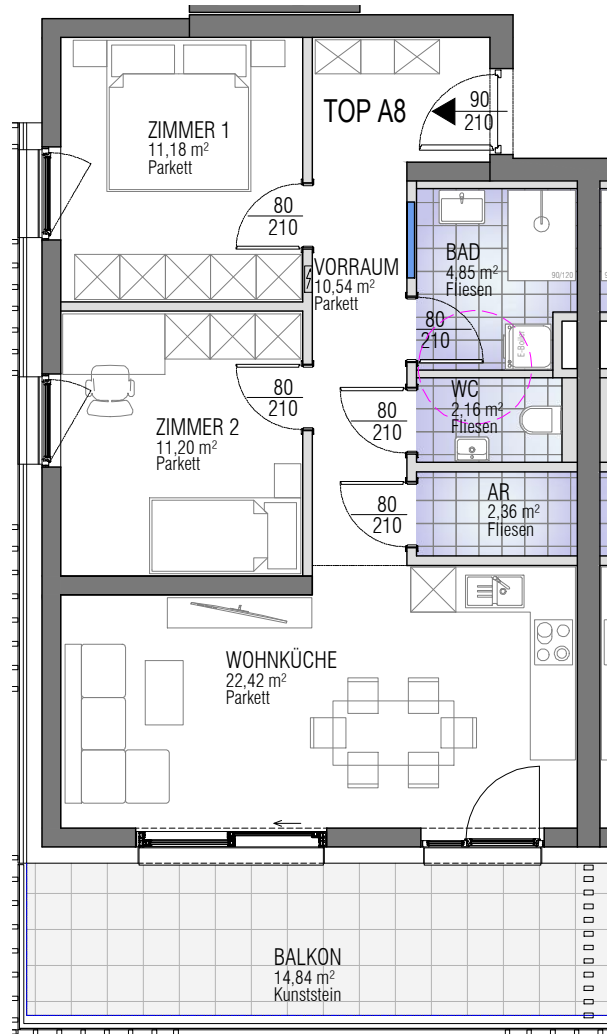 TOP A8
90
210
ZIMMER 1
11,18 m²
Parkett
80
210
BAD
4,85 m²
Fliesen
90/120
VORRAUM
10,54 m²
Parkett
80
210
E-Boiler
80
210
WC
2,16 m²
Fliesen
80
210
ZIMMER 2
11,20 m²
Parkett
AR
2,36 m²
Fliesen
80
210
WOHNKÜCHE
22,42 m²
Parkett
BALKON
14,84 m²
Kunststein